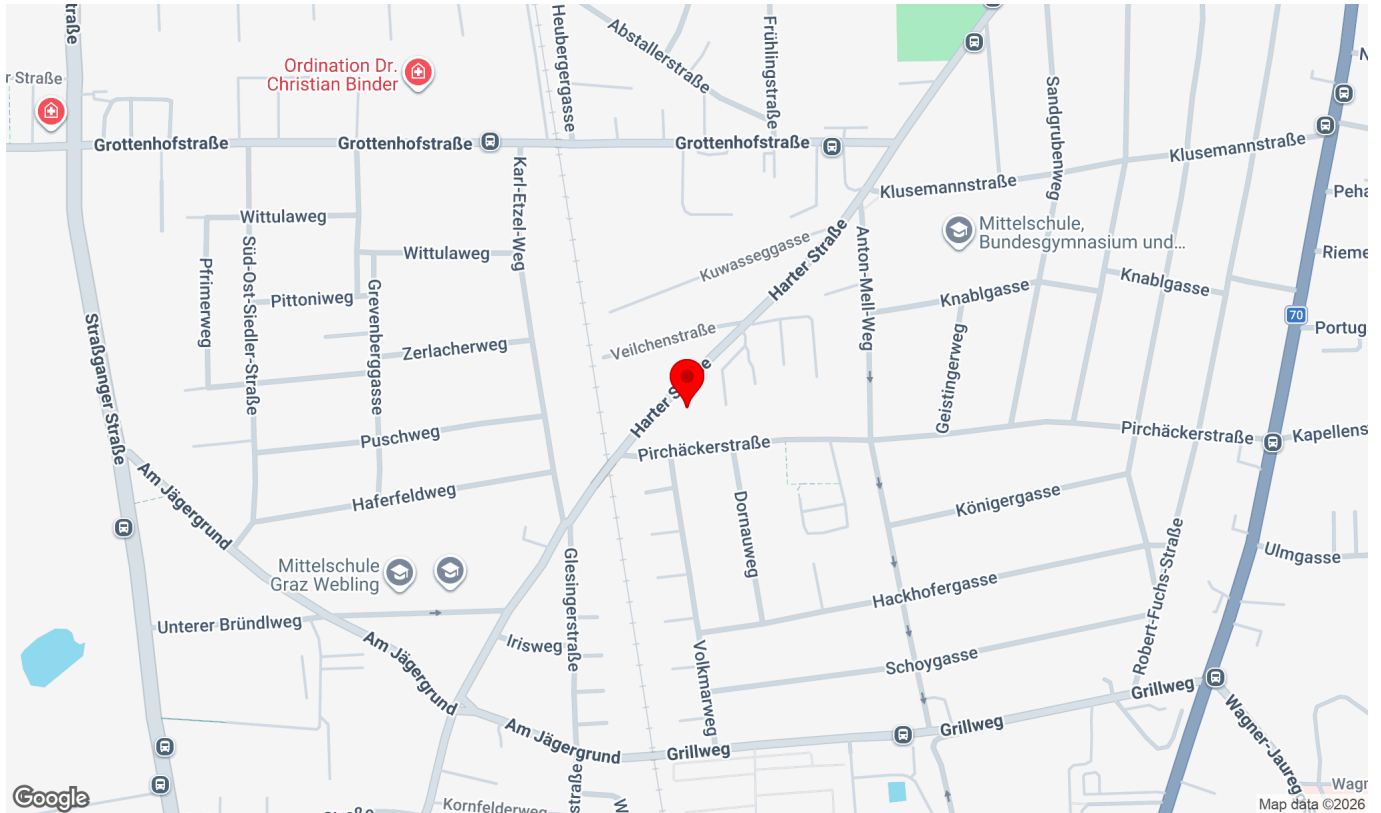 Straße
Heubergergasse
Abstallerstraße
Frühlingstraße
Ordination Dr.
Christian Binder
r Straße
Grottenhofstraße
Grottenhofstraße
Grottenhofstraße
Sandgrubenweg
Klusemannstraße
Klusemannstraße
Karl-Etzel-Weg
Peha
Wittulaweg
Wittulaweg
Süd-Ost-Siedler-Straße
Pfrimerweg
Pittoniweg
Grevenberggasse
Kuwasseggasse
Harter Straße
Anton-Mell-Weg
Mittelschule,
Bundesgymnasium und...
Rieme
Knablgasse
Knablgasse
70
Portug
Straßganger Straße
Zerlacherweg
Veilchenstraße
Geistingerweg
Puschweg
Pirchäckerstraße
Pirchäckerstraße
Kapellens
Am Jägergrund
Haferfeldweg
Dornauweg
Königergasse
Robert-Fuchs-Straße
Ulmgasse
Mittelschule
Graz Webling
Glesingerstraße
Hackhofergasse
Unterer Bründlweg
Am Jägergrund
Irisweg
Volkmarweg
Schoygasse
Grillweg
Am Jägergrund
Grillweg
Grillweg
Wagner-Jaureg
Wagr
straße
Kornfelderweg
Google
Map data ©2026